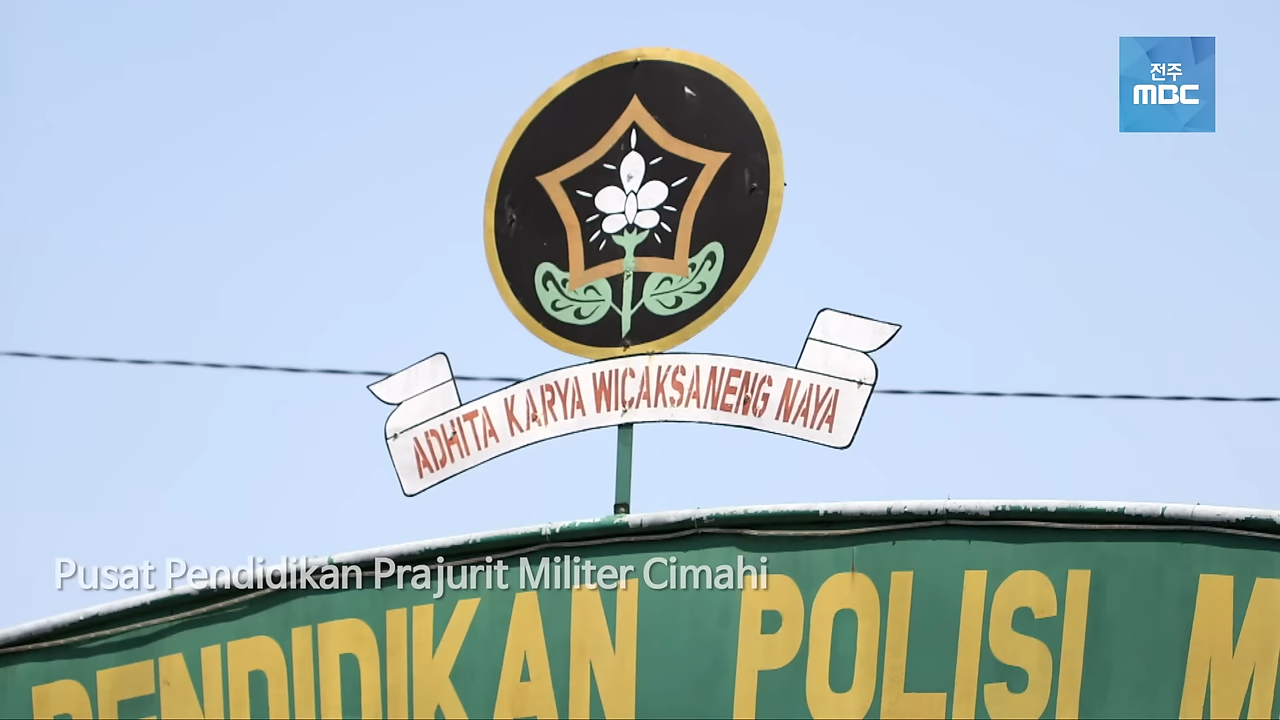 전주
MBC
ADHITA KARYA WICAKSANENG NAYA
Pusat Pendidikan Prajurit Militer Cimahi
PENDIDIKAN POLISI M